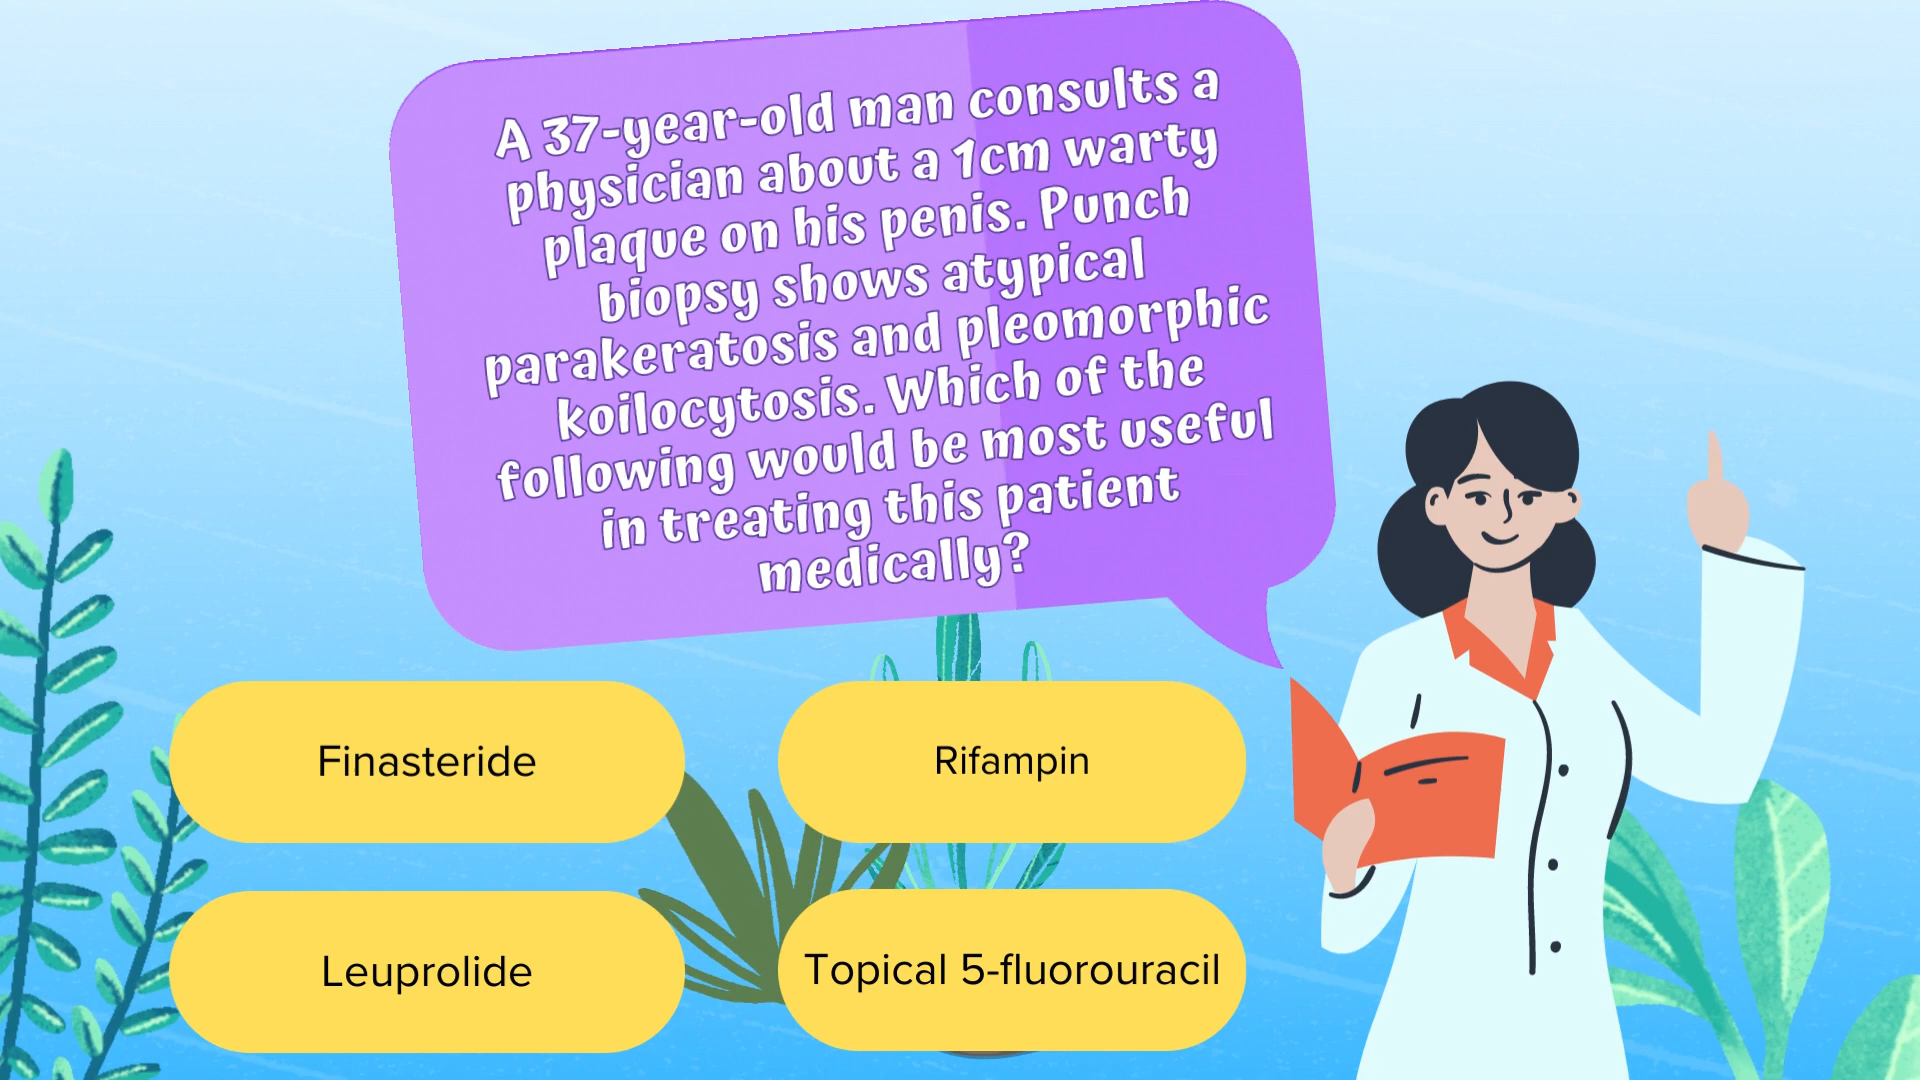 A 37-year-old man consults a
physician about a 1cm warty
plaque on his penis. Punch
biopsy shows atypical
parakeratosis and pleomorphic
koilocytosis. Which of the
following would be most useful
in treating this patient
medically?
Finasteride
Rifampin
Leuprolide
Topical 5-fluorouracil